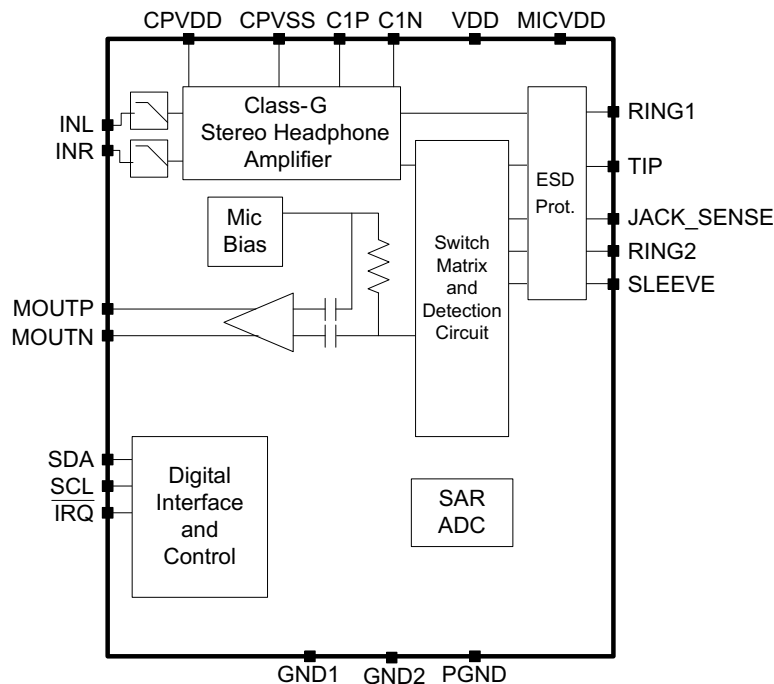 CPVDD CPVSS C1P C1N VDD MICVDD
INL
INR
Class-G
Stereo Headphone
Amplifier
ESD
Prot.
RING1
TIP
JACK_SENSE
RING2
SLEEVE
Mic
Bias
Switch
Matrix
and
Detection
Circuit
MOUTP
MOUTN
SDA
SCL
IRQ
Digital
Interface
and
Control
SAR
ADC
GND1 GND2 PGND